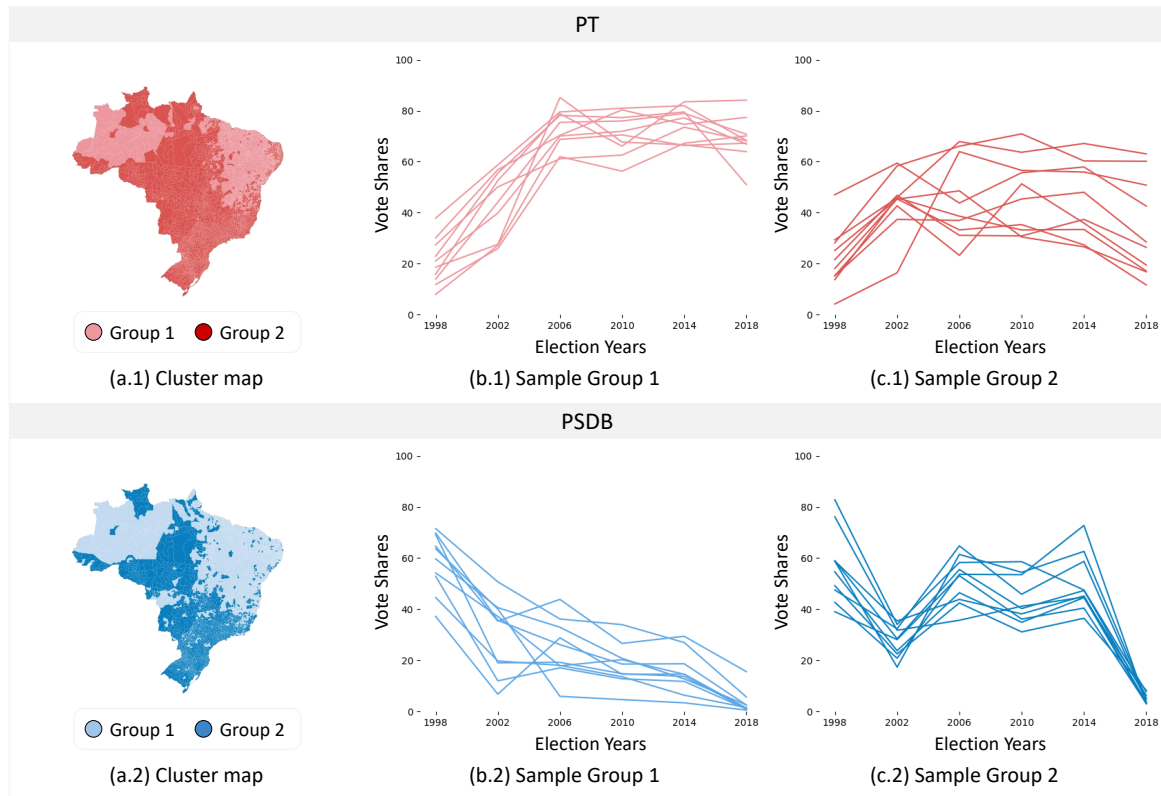 PT
100
80
60
40
20
0
Vote Shares
1998 2002 2006 2010 2014 2018
Election Years
100
80
60
40
20
0
Vote Shares
1998 2002 2006 2010 2014 2018
Election Years
Group 1 Group 2
(a.1) Cluster map
(b.1) Sample Group 1
(c.1) Sample Group 2
PSDB
100
80
60
40
20
0
Vote Shares
1998 2002 2006 2010 2014 2018
Election Years
100
80
60
40
20
0
Vote Shares
1998 2002 2006 2010 2014 2018
Election Years
Group 1 Group 2
(a.2) Cluster map
(b.2) Sample Group 1
(c.2) Sample Group 2